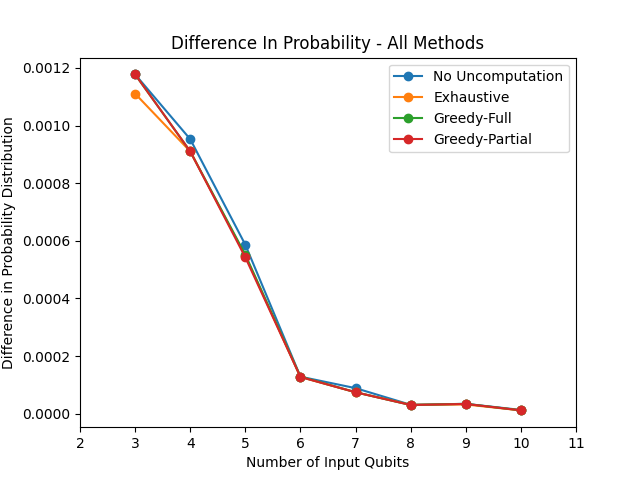 Difference In Probability - All Methods
No Uncomputation
Exhaustive
Greedy-Full
Greedy-Partial
Difference in Probability Distribution
0.0012
0.0010
0.0008
0.0006
0.0004
0.0002
0.0000
2 3 4 5 6 7 8 9 10 11
Number of Input Qubits